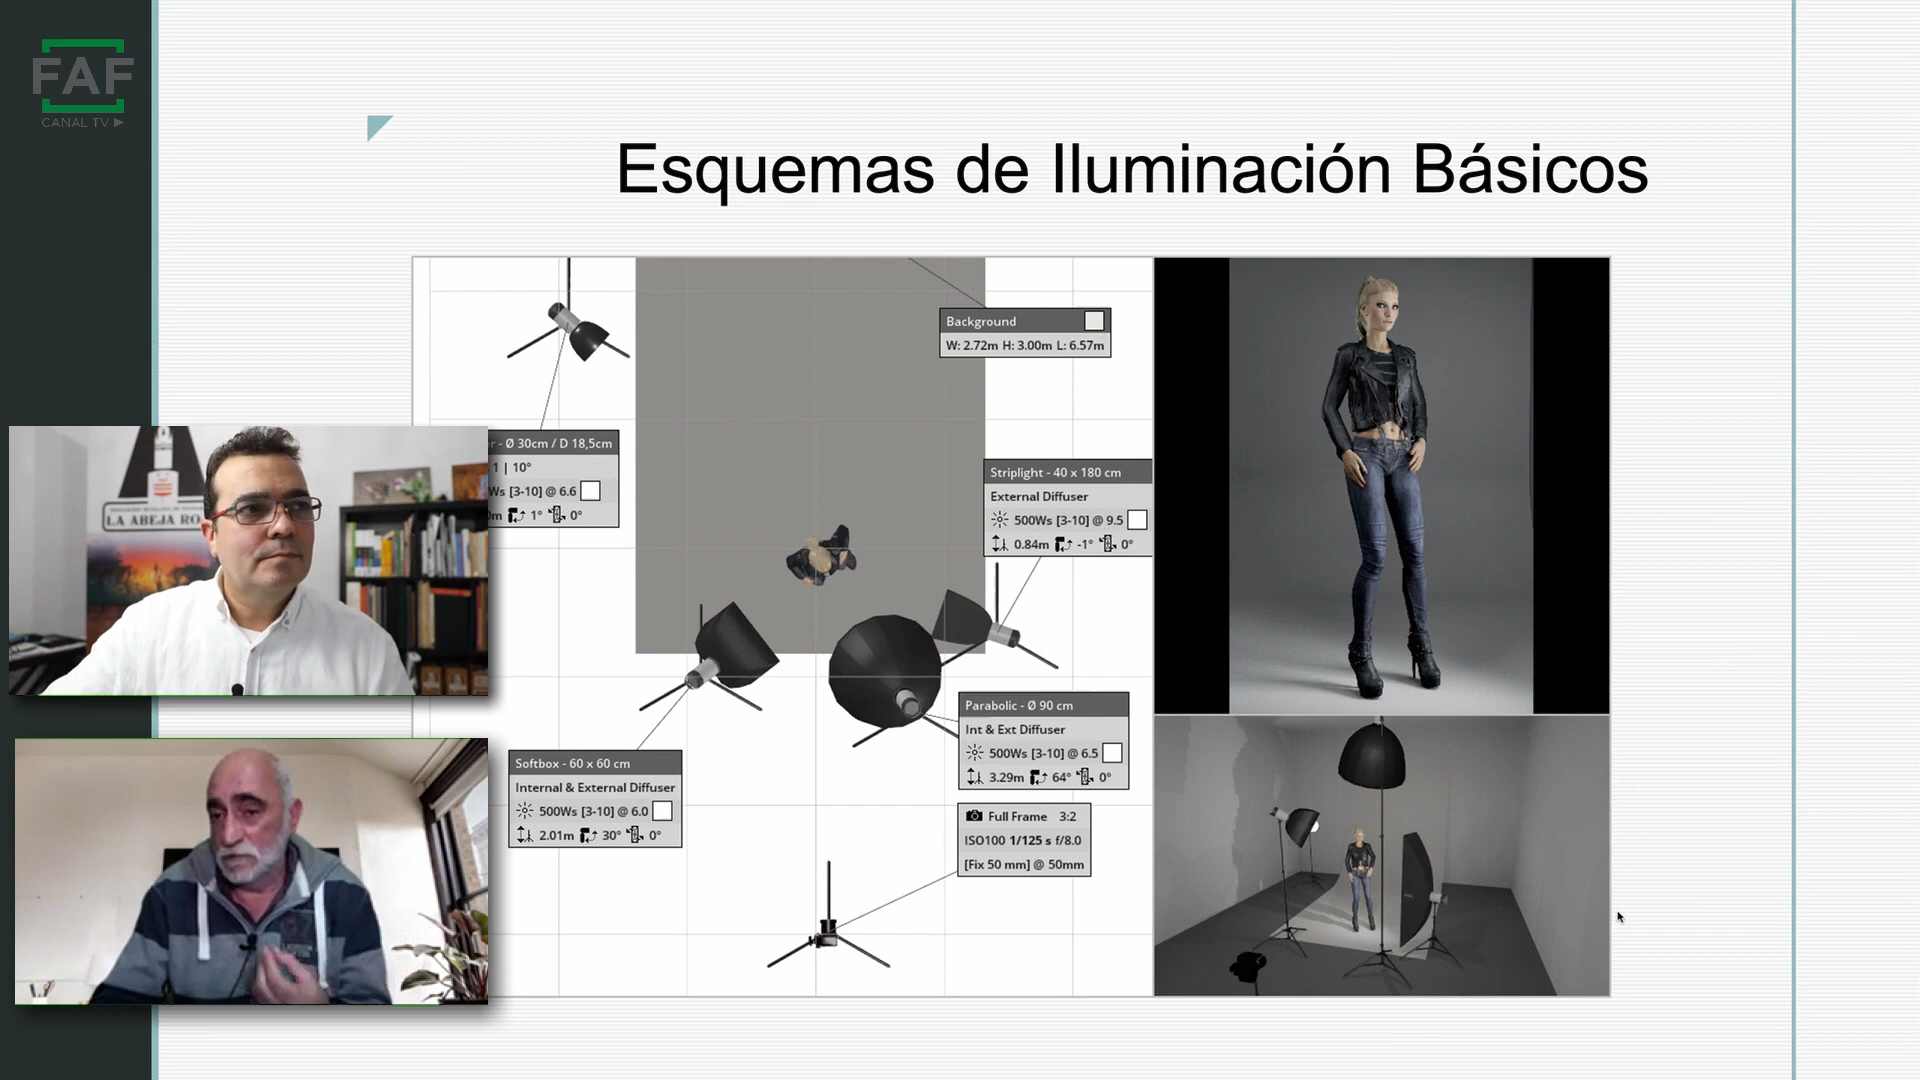 FAF
CANAL TV
Esquemas de Iluminación Básicos
Background
W: 2.72m H: 3.00m L: 6.57m
- Ø 30cm / D 18,5cm
1 | 10°
Ws [3-10] @ 6.6
1° 0°
Striplight - 40 x 180 cm
External Diffuser
500Ws [3-10] @ 9.5
0.84m -1° 0°
LA ABEJA
Parabolic - Ø 90 cm
Int & Ext Diffuser
500Ws [3-10] @ 6.5
3.29m 64° 0°
Softbox - 60 x 60 cm
Internal & External Diffuser
500Ws [3-10] @ 6.0
2.01m 30° 0°
Full Frame 3:2
ISO100 1/125 s f/8.0
[Fix 50 mm] @ 50mm